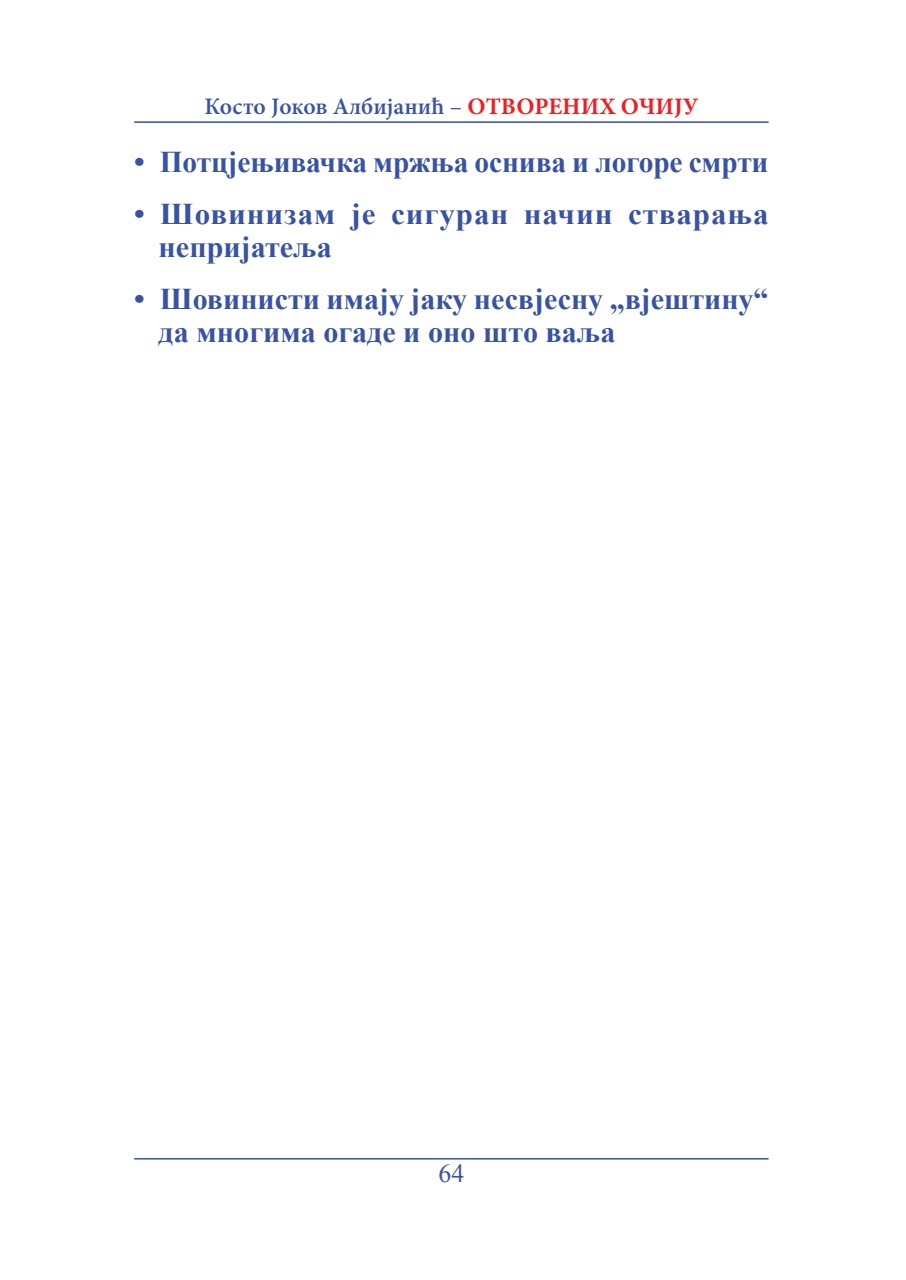 Косто Јоков Албијанић – ОТВОРЕНИХ ОЧИЈУ
• Потцјењивачка мржња оснива и логоре смрти
• Шовинизам је сигуран начин стварања
непријатеља
• Шовинисти имају јаку несвјесну „вјештину“
да многима огаде и оно што ваља
64